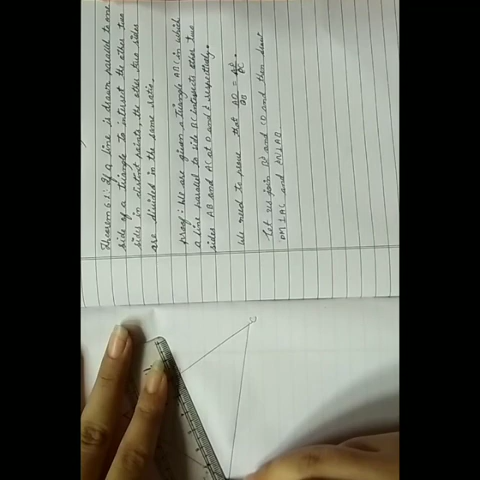 Theorem 6.1: If a line is drawn parallel to one
side of a triangle to intersect the other two
sides in distinct points, the other two sides
are divided in the same ratio.
proof: We are given a triangle ABC in which
a line parallel to side BC intersects other two
sides AB and AC at D and E respectively.
We need to prove that AD/DB = AE/EC.
Let us join BE and CD and then draw
DM ⊥ AC and EN ⊥ AB.
C